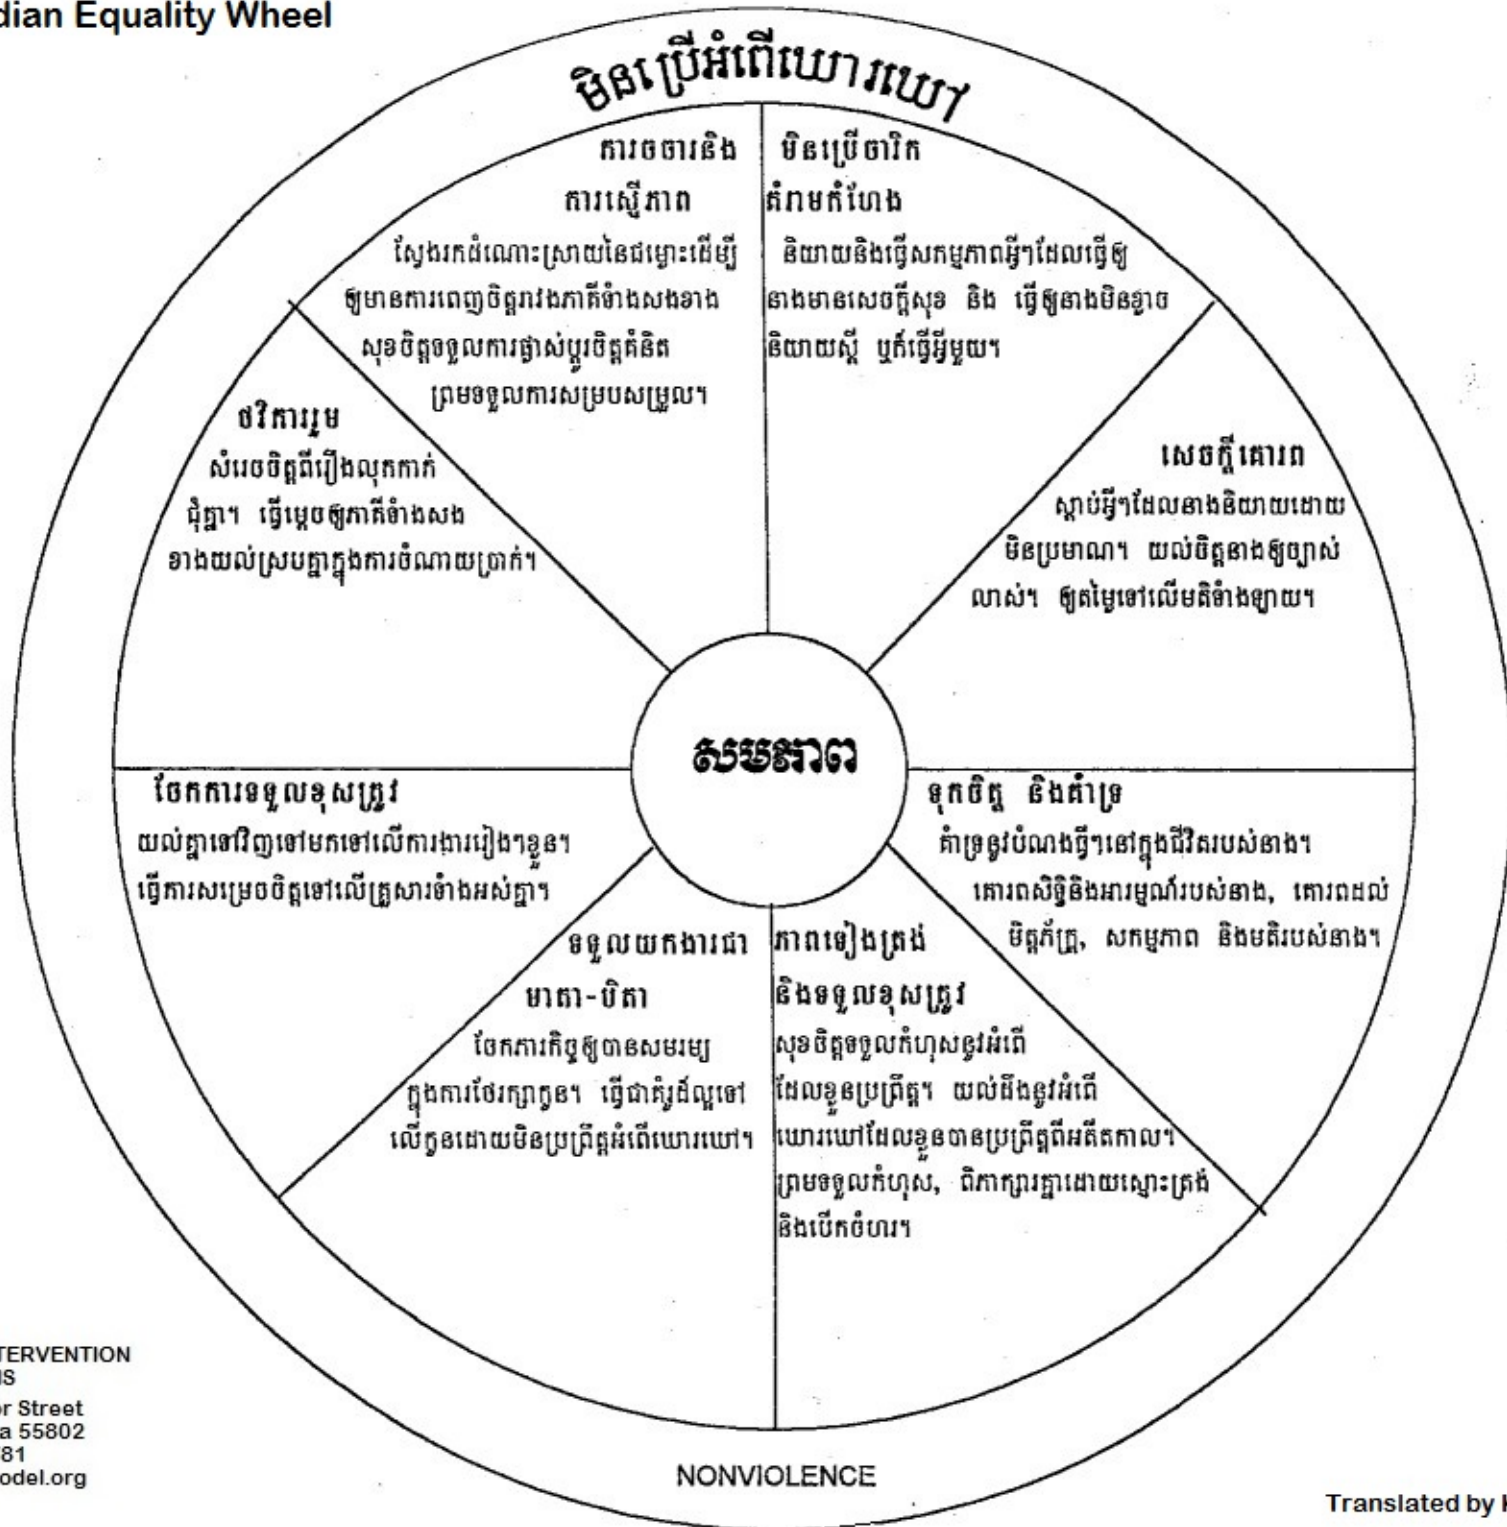 dian Equality Wheel
មិនប្រើអំពើឃោរឃៅ
ការចចារនិង
ការស្មើភាព
ស្វែងរកដំណោះស្រាយនៃជម្លោះដើម្បី
ឲ្យមានការពេញចិត្តរវាងភាគីទំាងសងខាង
សុខចិត្តទទួលការផ្លាស់ប្តូរចិត្តគំនិត
ព្រមទទួលការសម្របសម្រួល។
មិនប្រើចារិក
គំរាមកំហែង
និយាយនិងធ្វើសកម្មភាពអ្វីៗដែលធ្វើឲ្យ
នាងមានសេចក្តីសុខ និង ធ្វើឲ្យនាងមិនខ្លាច
និយាយស្តី ឬក៏ធ្វើអ្វីមួយ។
សេចក្តីគោរព
ស្តាប់អ្វីៗដែលនាងនិយាយដោយ
មិនប្រមាណ។ យល់ចិត្តនាងឲ្យច្បាស់
លាស់។ ឲ្យតម្លៃទៅលើមតិទំាងឡាយ។
ទុកចិត្ត និងគំាទ្រ
គំាទ្រនូវបំណងធ្វីៗនៅក្នុងជីវិតរបស់នាង។
គោរពសិទ្ធិនិងអារម្មណ៍របស់នាង, គោរពដល់
មិត្តភ័ក្ត្រ, សកម្មភាព និងមតិរបស់នាង។
ភាពទៀងត្រង់
និងទទួលខុសត្រូវ
សុខចិត្តទទួលកំហុសនូវអំពើ
ដែលខ្លួនប្រព្រឹត្ត។ យល់ដឹងនូវអំពើ
ឃោរឃៅដែលខ្លួនបានប្រព្រឹត្តពីអតីតកាល។
ព្រមទទួលកំហុស, ពិភាក្សារគ្នាដោយស្មោះត្រង់
និងបើកចំហរ។
ទទួលយកងារជា
មាតា-បិតា
ចែកភារកិច្ចឲ្យបានសមរម្យ
ក្នុងការថែរក្សាកូន។ ធ្វើជាគំរូដ៏ល្អទៅ
លើកូនដោយមិនប្រព្រឹត្តអំពើឃោរឃៅ។
ចែកការទទួលខុសត្រូវ
យល់គ្នាទៅវិញទៅមកទៅលើការងាររៀងៗខ្លួន។
ធ្វើការសម្រេចចិត្តទៅលើគ្រួសារទំាងអស់គ្នា។
ថវិការរួម
សំរេចចិត្តពីរឿងលុកកាក់
ជុំគ្នា។ ធ្វើម្តេចឲ្យភាគីទំាងសង
ខាងយល់ស្របគ្នាក្នុងការចំណាយប្រាក់។
សមភាព
NONVIOLENCE
TERVENTION
IS
or Street
a 55802
81
odel.org
Translated by